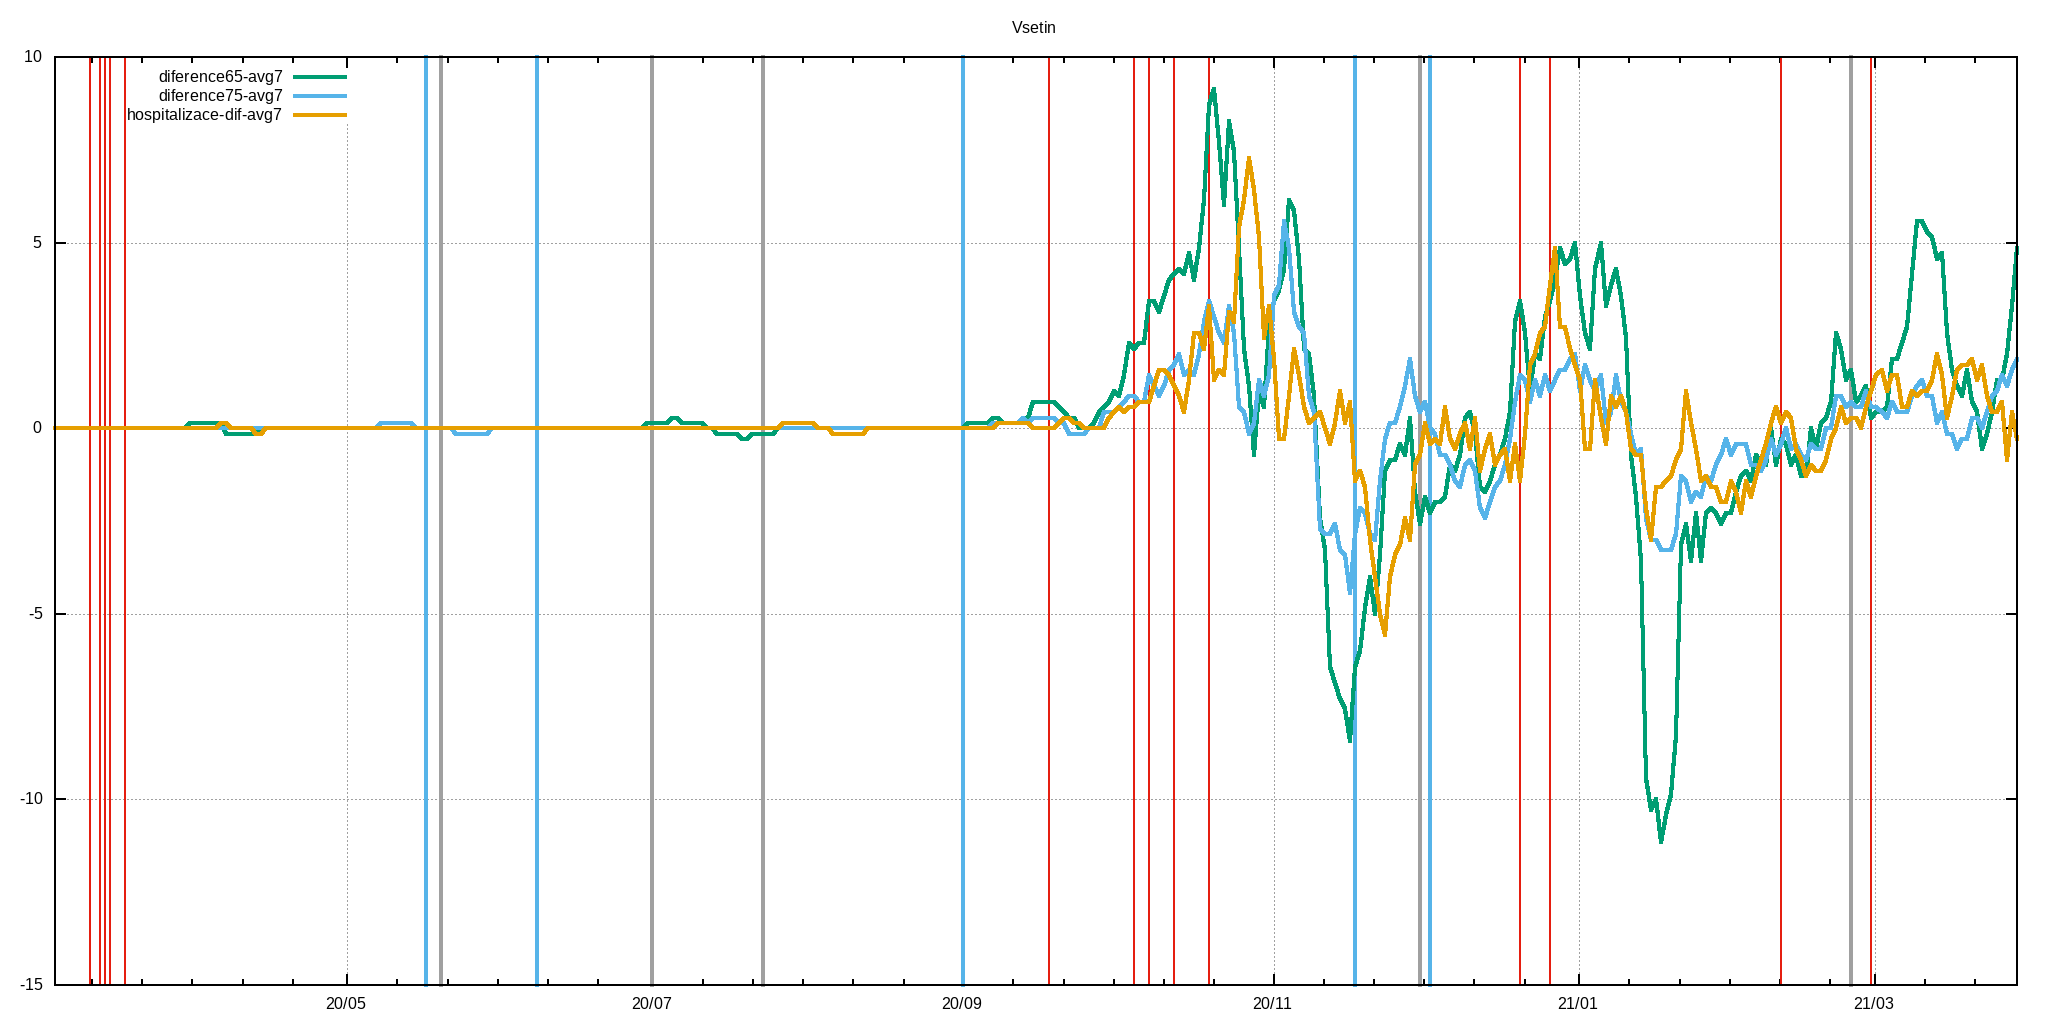 Vsetin
10
diference65-avg7
diference75-avg7
hospitalizace-dif-avg7
5
0
-5
-10
-15
20/05 20/07 20/09 20/11 21/01 21/03